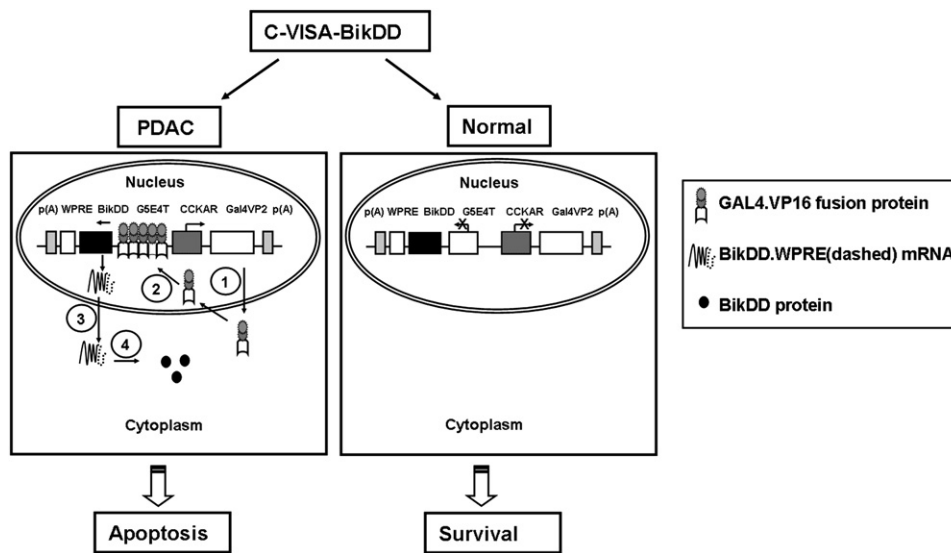 C-VISA-BikDD
PDAC
Normal
Nucleus
p(A) WPRE BikDD G5E4T CCKAR Gal4VP2 p(A)
1
2
3
4
Cytoplasm
Nucleus
p(A) WPRE BikDD G5E4T CCKAR Gal4VP2 p(A)
Cytoplasm
GAL4.VP16 fusion protein
BikDD.WPRE(dashed) mRNA
BikDD protein
Apoptosis
Survival